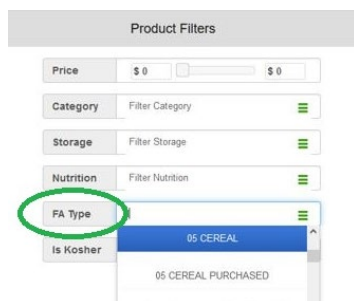 Product Filters
Price $ 0 $ 0
Category Filter Category
Storage Filter Storage
Nutrition Filter Nutrition
FA Type
05 CEREAL
Is Kosher
05 CEREAL PURCHASED